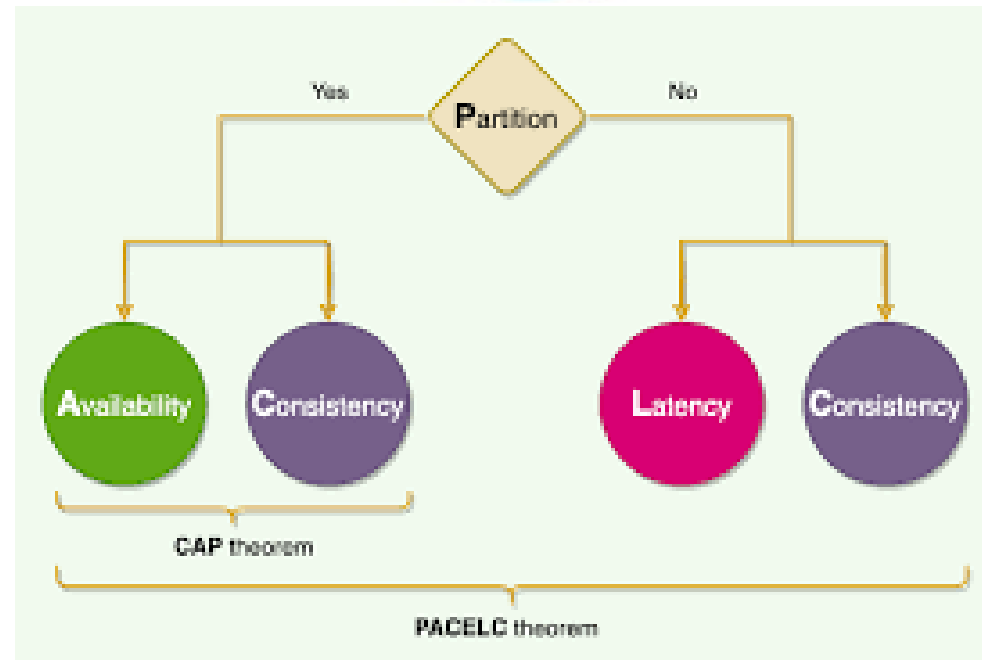 Yes
No
Partition
Availability
Consistency
Latency
Consistency
CAP theorem
PACELC theorem